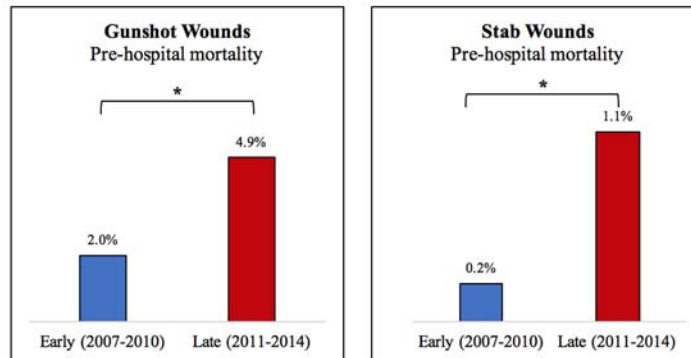 Gunshot Wounds
Pre-hospital mortality
*
4.9%
2.0%
Early (2007-2010)
Late (2011-2014)
Stab Wounds
Pre-hospital mortality
*
1.1%
0.2%
Early (2007-2010)
Late (2011-2014)